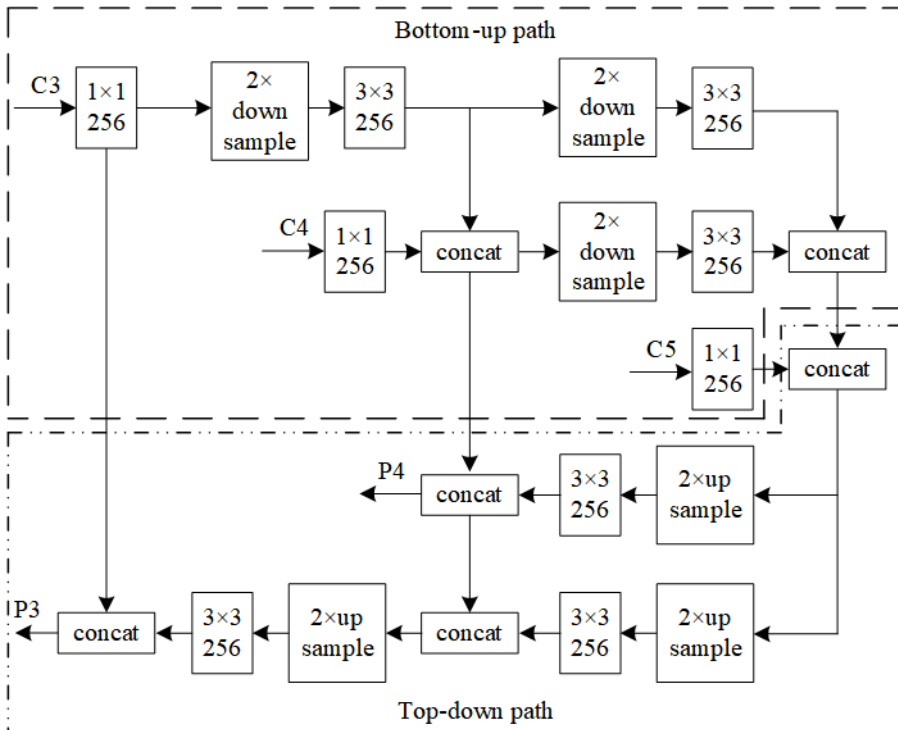 Bottom-up path
C3
1×1
256
2×
down
sample
3×3
256
2×
down
sample
3×3
256
C4
1×1
256
concat
2×
down
sample
3×3
256
concat
C5
1×1
256
concat
P4
concat
3×3
256
2×up
sample
P3
concat
3×3
256
2×up
sample
concat
3×3
256
2×up
sample
Top-down path